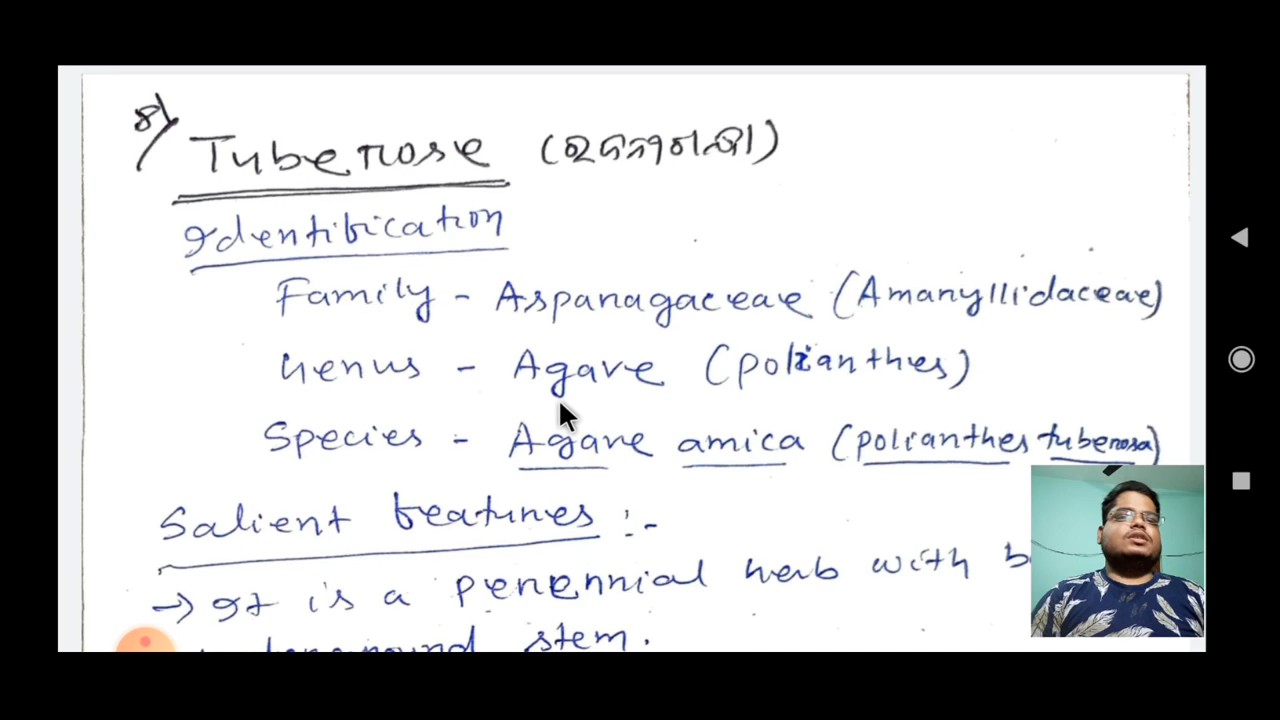 8) Tuberose (ରଜନୀଗନ୍ଧା)
Identification
Family - Asparagaceae (Amaryllidaceae)
Genus - Agave (polianthes)
Species - Agave amica (polianthes tuberosa)
Salient features :-
→ It is a perennial herb with
stem.